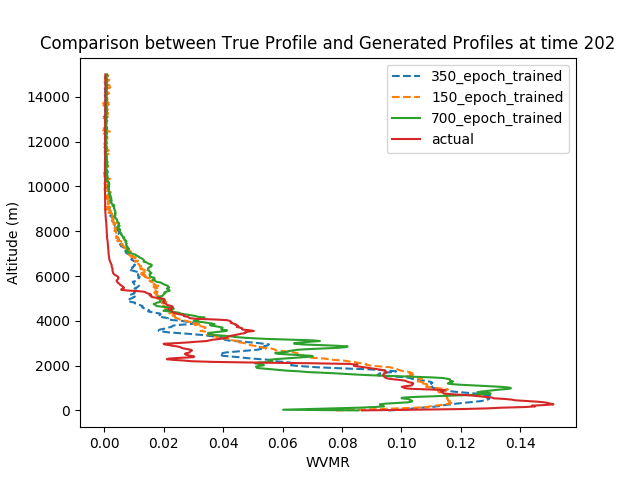 Comparison between True Profile and Generated Profiles at time 202
350_epoch_trained
150_epoch_trained
700_epoch_trained
actual
14000
12000
10000
8000
6000
4000
2000
0
Altitude (m)
0.00 0.02 0.04 0.06 0.08 0.10 0.12 0.14
WVMR